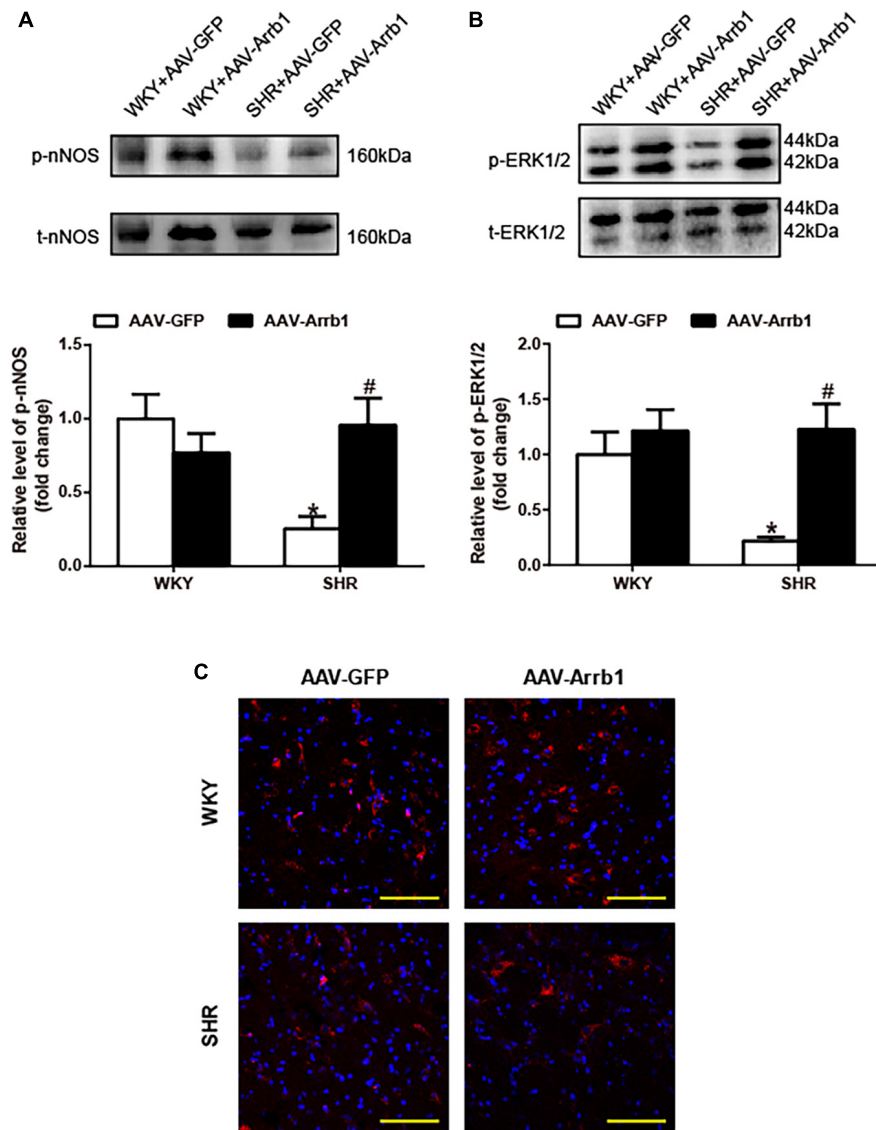 A
WKY+AAV-GFP
WKY+AAV-Arrb1
SHR+AAV-GFP
SHR+AAV-Arrb1
p-nNOS
160kDa
t-nNOS
160kDa
AAV-GFP
AAV-Arrb1
Relative level of p-nNOS
(fold change)
1.5
1.0
0.5
0.0
*
#
WKY
SHR
B
WKY+AAV-GFP
WKY+AAV-Arrb1
SHR+AAV-GFP
SHR+AAV-Arrb1
p-ERK1/2
44kDa
42kDa
t-ERK1/2
44kDa
42kDa
AAV-GFP
AAV-Arrb1
Relative level of p-ERK1/2
(fold change)
2.0
1.5
1.0
0.5
0.0
*
#
WKY
SHR
C
AAV-GFP
AAV-Arrb1
WKY
SHR